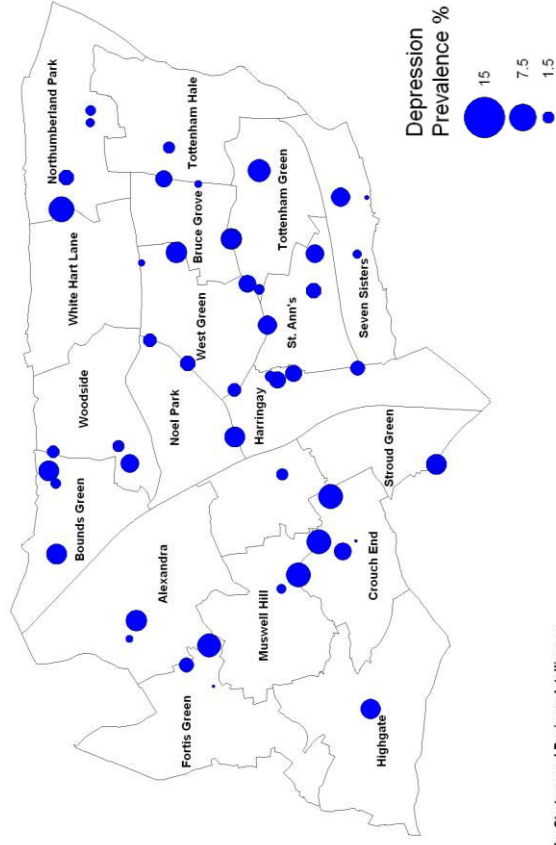 Northumberland Park
White Hart Lane
Tottenham Hale
Woodside
Bruce Grove
Bounds Green
West Green
Tottenham Green
Noel Park
Alexandra
St. Ann's
Harringay
Seven Sisters
Fortis Green
Muswell Hill
Stroud Green
Crouch End
Highgate
Depression
Prevalence %
15
7.5
1.5